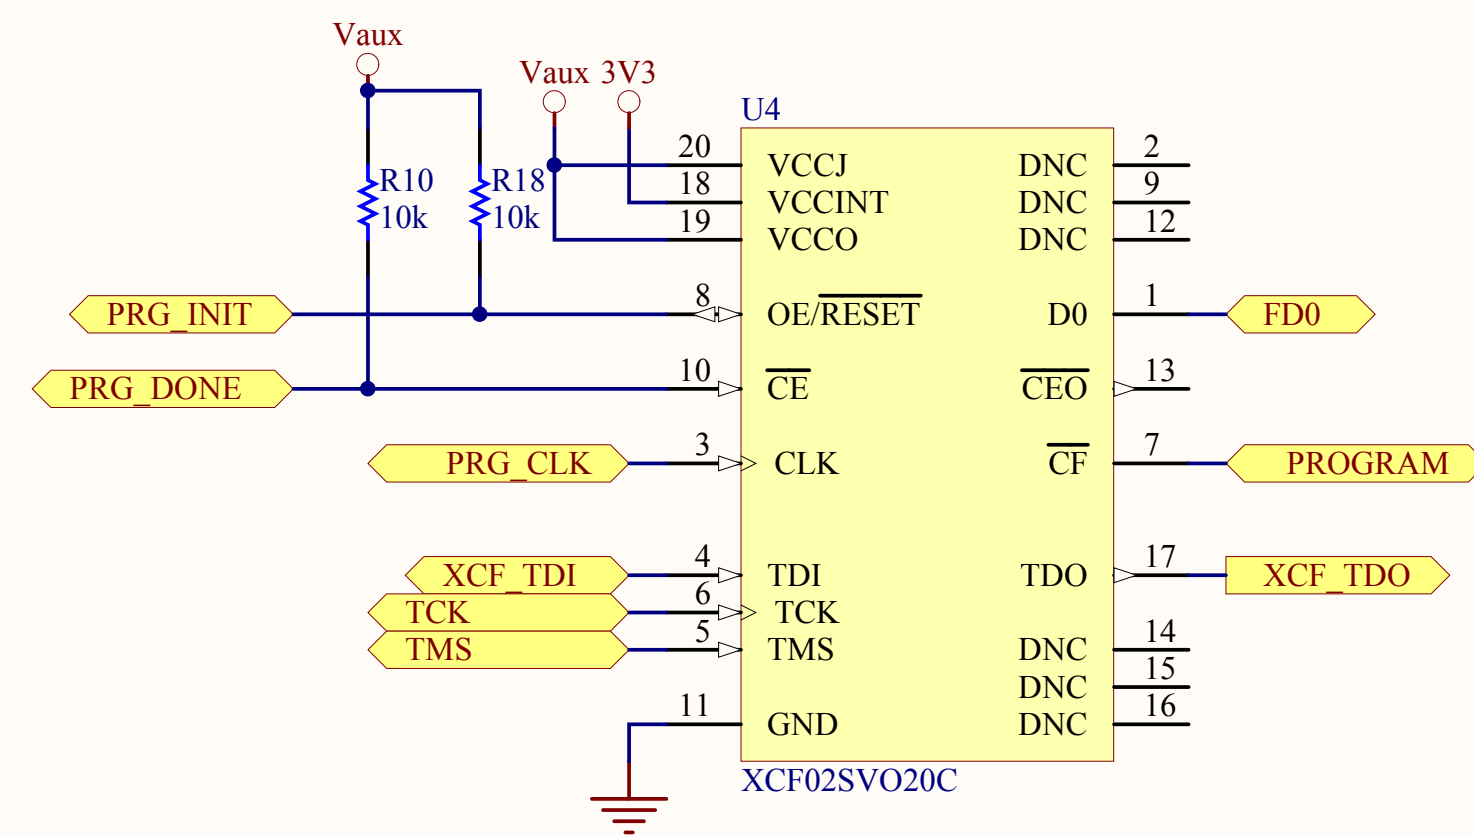 Vaux
Vaux 3V3
U4
R10
10k
R18
10k
20 VCCJ DNC 2
18 VCCINT DNC 9
19 VCCO DNC 12
PRG_INIT 8 OE/RESET D0 1 FD0
PRG_DONE 10 CE CEO 13
PRG_CLK 3 CLK CF 7 PROGRAM
XCF_TDI 4 TDI TDO 17 XCF_TDO
TCK 6 TCK
TMS 5 TMS DNC 14
DNC 15
11 GND DNC 16
XCF02SVO20C